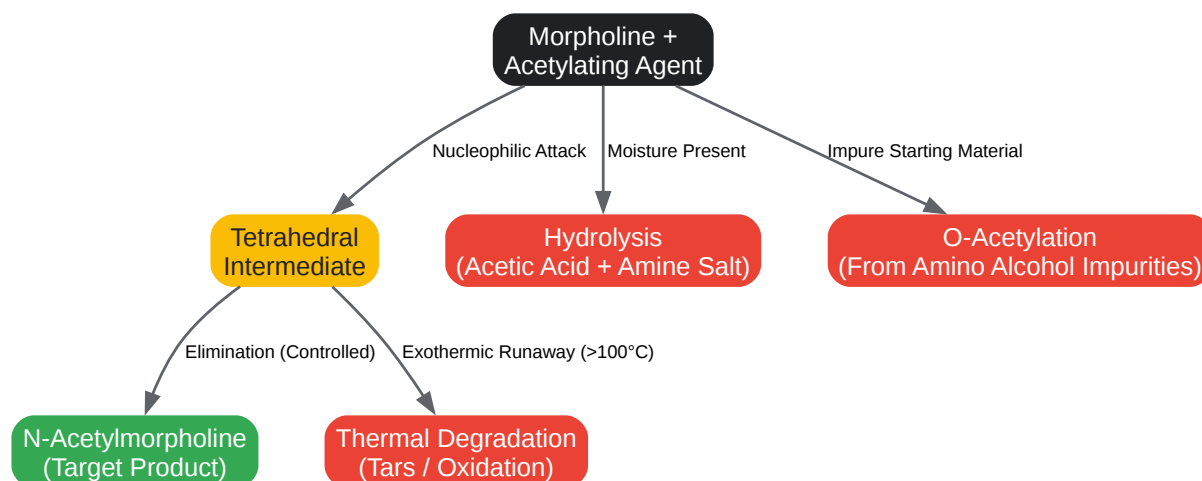 Morpholine +
Acetylating Agent
Nucleophilic Attack
Moisture Present
Impure Starting Material
Tetrahedral
Intermediate
Hydrolysis
(Acetic Acid + Amine Salt)
O-Acetylation
(From Amino Alcohol Impurities)
Elimination (Controlled)
Exothermic Runaway (>100°C)
N-Acetylmorpholine
(Target Product)
Thermal Degradation
(Tars / Oxidation)